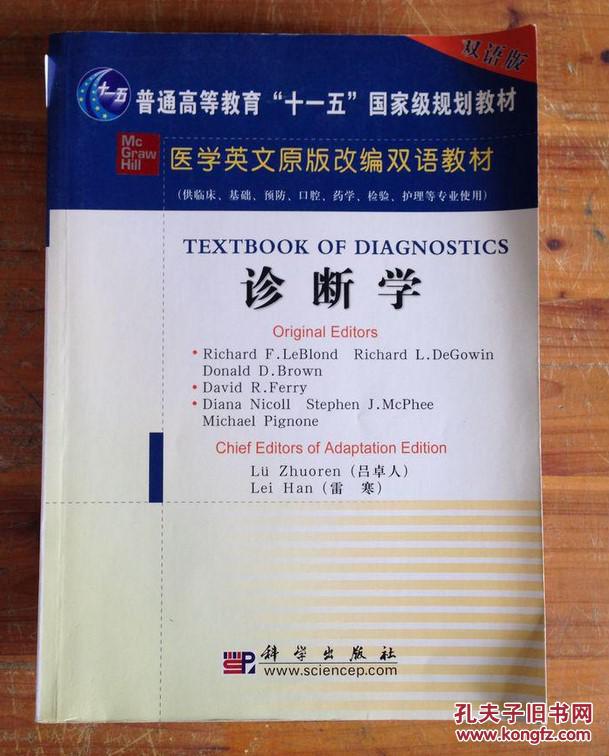 双语版
十一五
普通高等教育“十一五”国家级规划教材
Mc
Graw
Hill
医学英文原版改编双语教材
(供临床、基础、预防、口腔、药学、检验、护理等专业使用)
TEXTBOOK OF DIAGNOSTICS
诊断学
Original Editors
• Richard F.LeBlond Richard L.DeGowin
Donald D.Brown
• David R.Ferry
• Diana Nicoll Stephen J.McPhee
Michael Pignone
Chief Editors of Adaptation Edition
Lü Zhuoren (吕卓人)
Lei Han (雷 寒)
SP
科学出版社
www.sciencep.com
孔夫子旧书网
www.kongfz.com